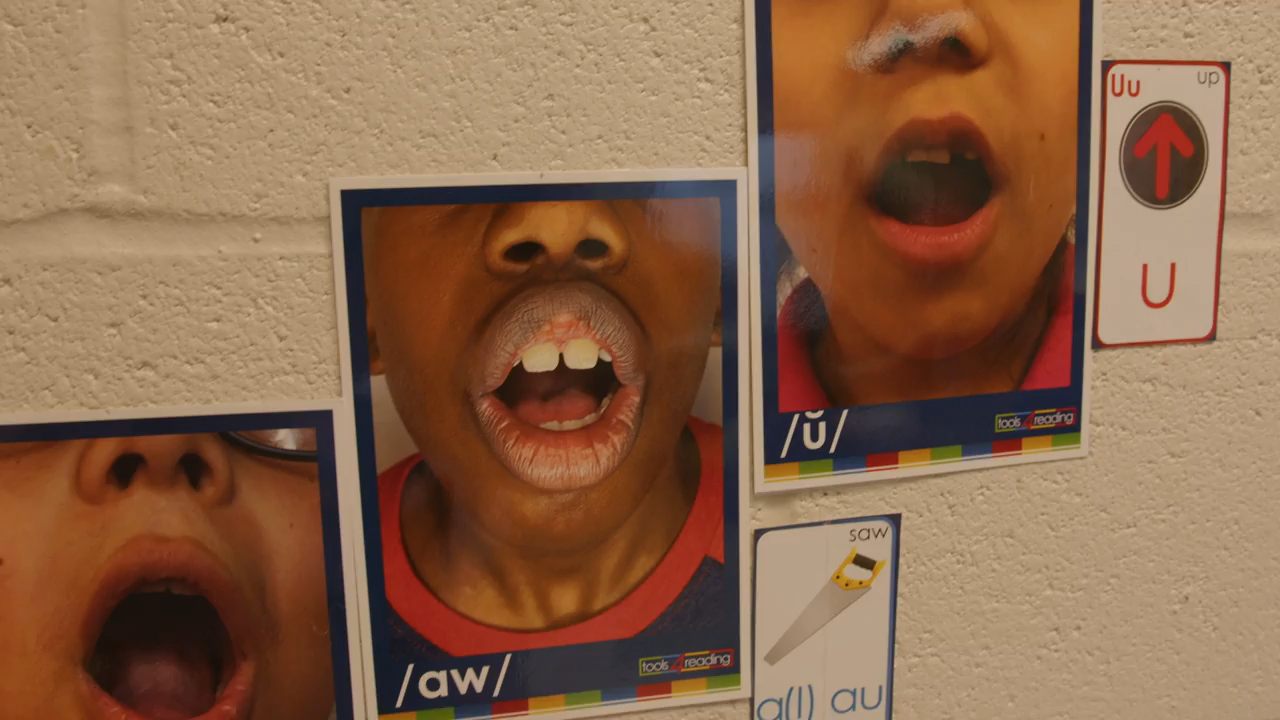 Uu up
U
/ŭ/
tools4reading
saw
a(l) au
/aw/
tools4reading